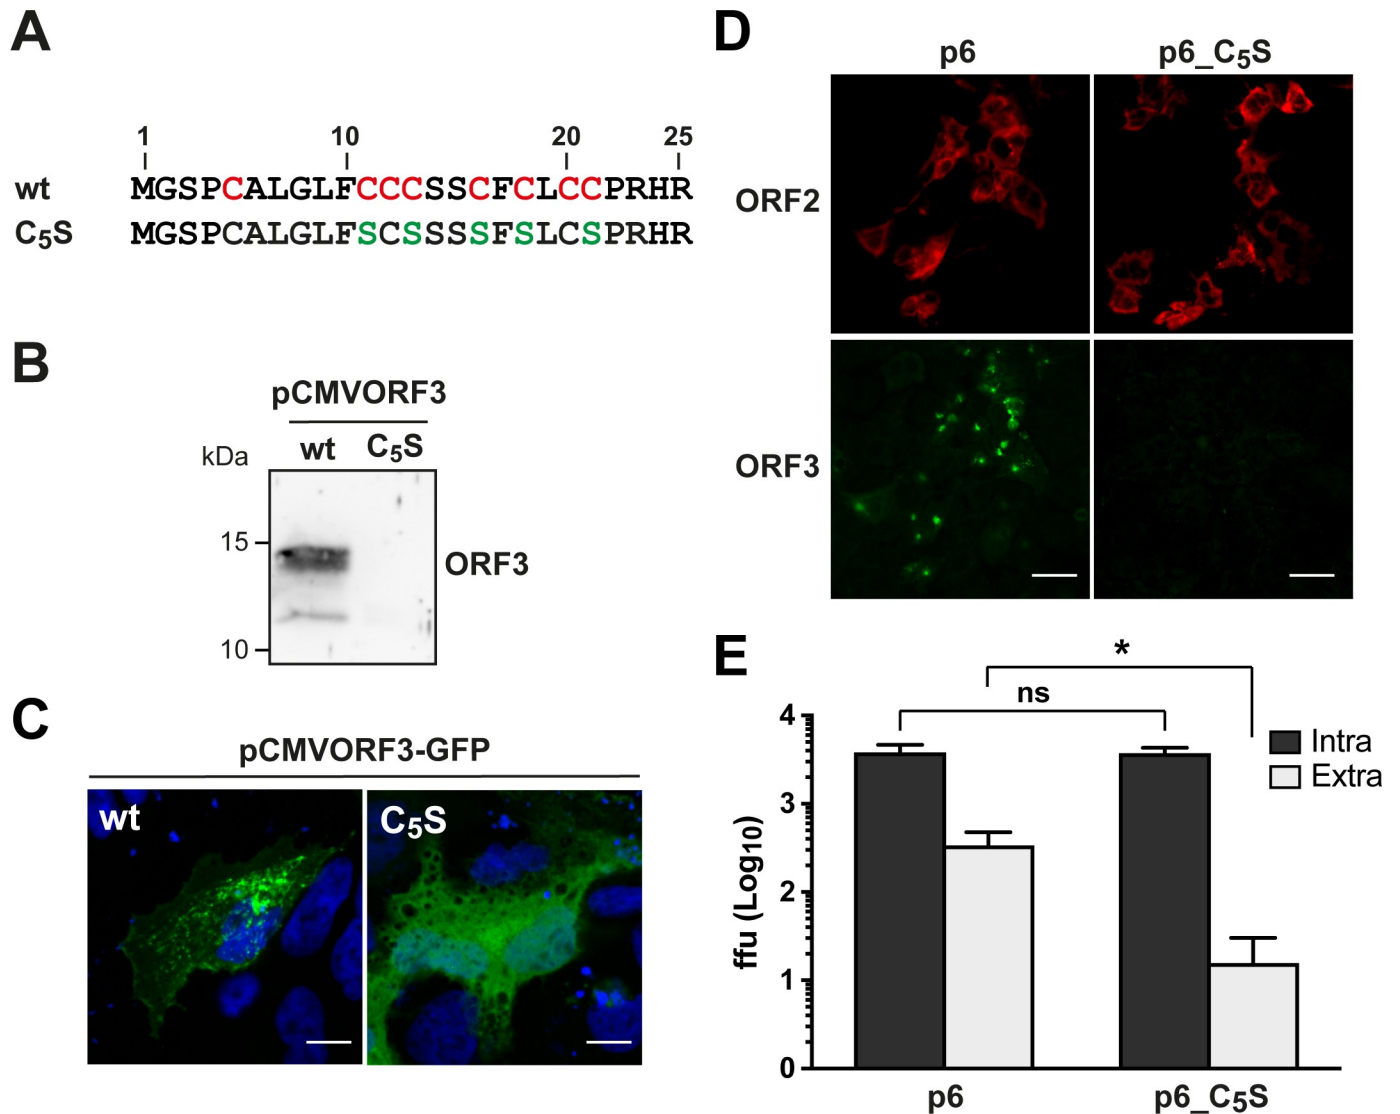 A
1 10 20 25
wt MGSPCALGLFCCCSSCFCLCCPRHR
C5S MGSPCALGLFSCSSSSFSLCSPRHR
B
pCMVORF3
wt C5S
kDa
15
ORF3
10
C
pCMVORF3-GFP
wt C5S
D
p6 p6_C5S
ORF2
ORF3
E
*
ns
4
3
2
1
0
ffu (Log10)
Intra
Extra
p6 p6_C5S